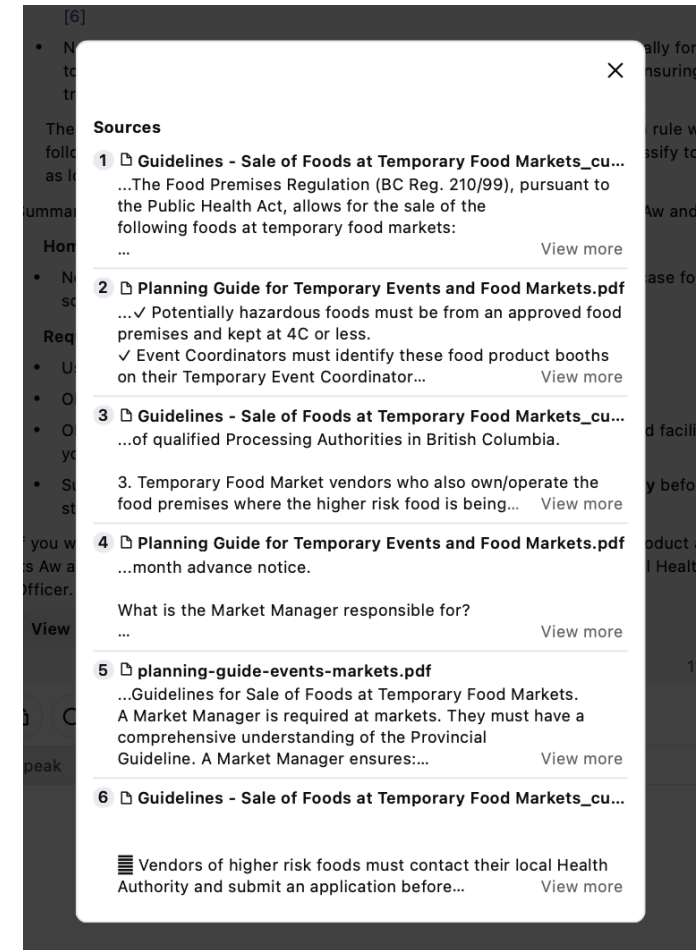 [6]
Sources
1 Guidelines - Sale of Foods at Temporary Food Markets_cu...
...The Food Premises Regulation (BC Reg. 210/99), pursuant to
the Public Health Act, allows for the sale of the
following foods at temporary food markets:
...
View more
2 Planning Guide for Temporary Events and Food Markets.pdf
...✓ Potentially hazardous foods must be from an approved food
premises and kept at 4C or less.
✓ Event Coordinators must identify these food product booths
on their Temporary Event Coordinator... View more
3 Guidelines - Sale of Foods at Temporary Food Markets_cu...
...of qualified Processing Authorities in British Columbia.
3. Temporary Food Market vendors who also own/operate the
food premises where the higher risk food is being... View more
4 Planning Guide for Temporary Events and Food Markets.pdf
...month advance notice.
What is the Market Manager responsible for?
...
View more
5 planning-guide-events-markets.pdf
...Guidelines for Sale of Foods at Temporary Food Markets.
A Market Manager is required at markets. They must have a
comprehensive understanding of the Provincial
Guideline. A Market Manager ensures:... View more
6 Guidelines - Sale of Foods at Temporary Food Markets_cu...
Vendors of higher risk foods must contact their local Health
Authority and submit an application before... View more
View